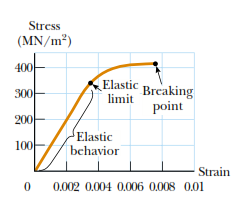 Stress
(MN/m²)
400
300
200
100
Elastic
limit
Breaking
point
Elastic
behavior
Strain
0 0.002 0.004 0.006 0.008 0.01